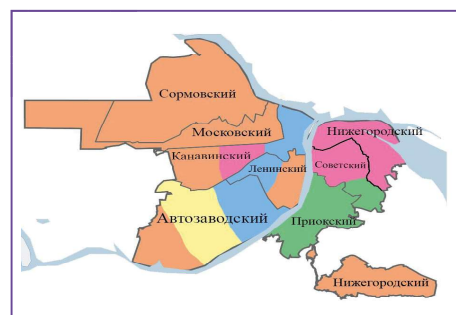 Сормовский
Московский
Нижегородский
Канавинский
Ленинский
Советский
Автозаводский
Приокский
Нижегородский